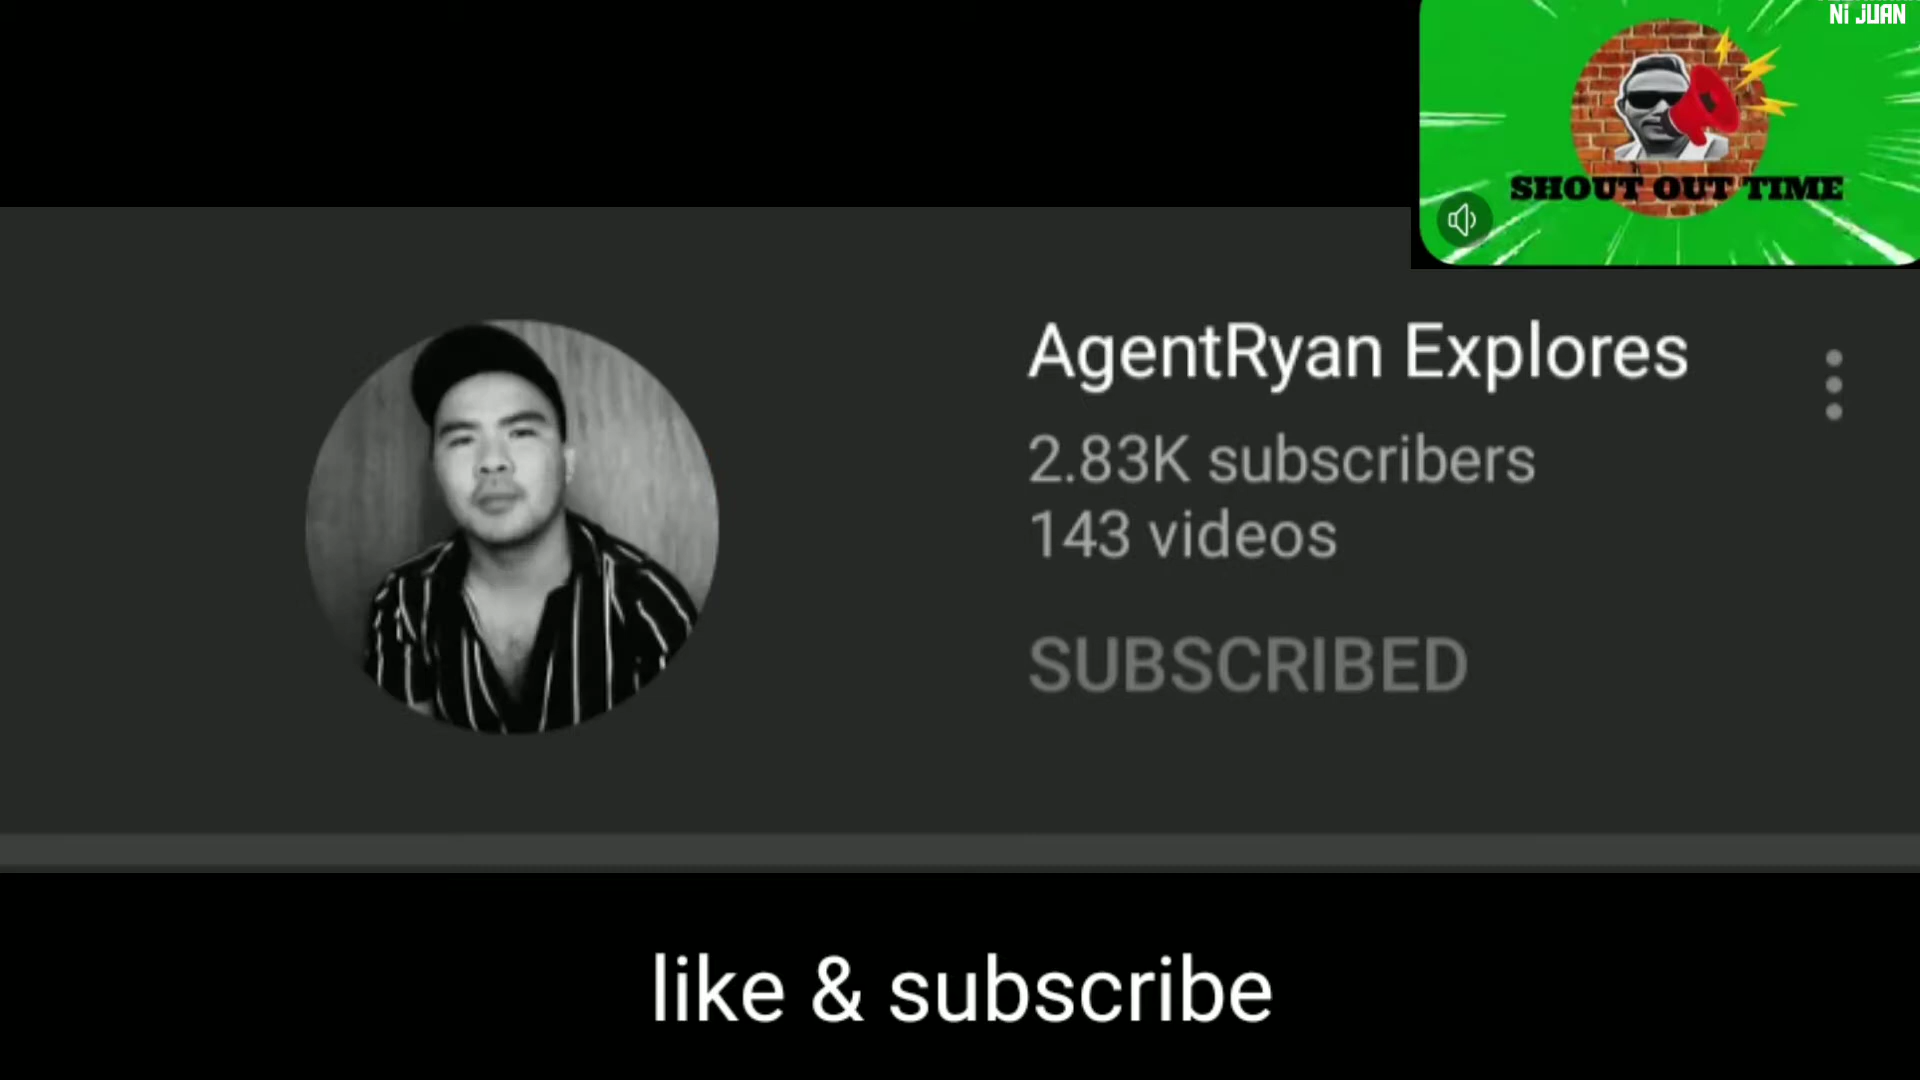 Ni JUAN
SHOUT OUT TIME
AgentRyan Explores
2.83K subscribers
143 videos
SUBSCRIBED
like & subscribe